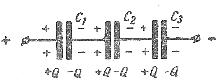 C₁ C₂ C₃
+ + - + - + -
+ ø + - + - + - ø -
+ - + - + -
+Q -Q +Q -Q +Q -Q